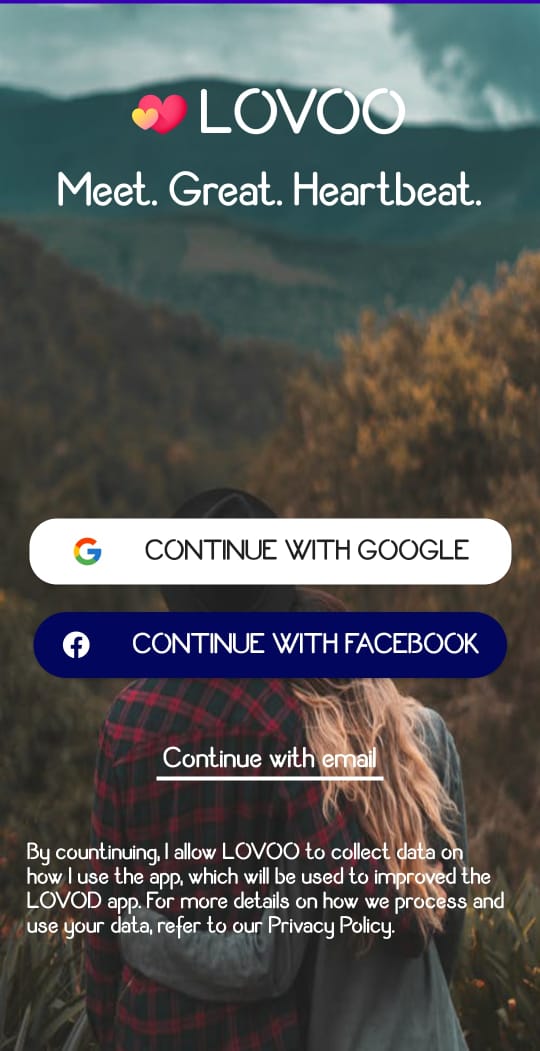 LOVOO
Meet. Great. Heartbeat.
CONTINUE WITH GOOGLE
CONTINUE WITH FACEBOOK
Continue with email
By countinuing, I allow LOVOO to collect data on
how I use the app, which will be used to improved the
LOVOD app. For more details on how we process and
use your data, refer to our Privacy Policy.